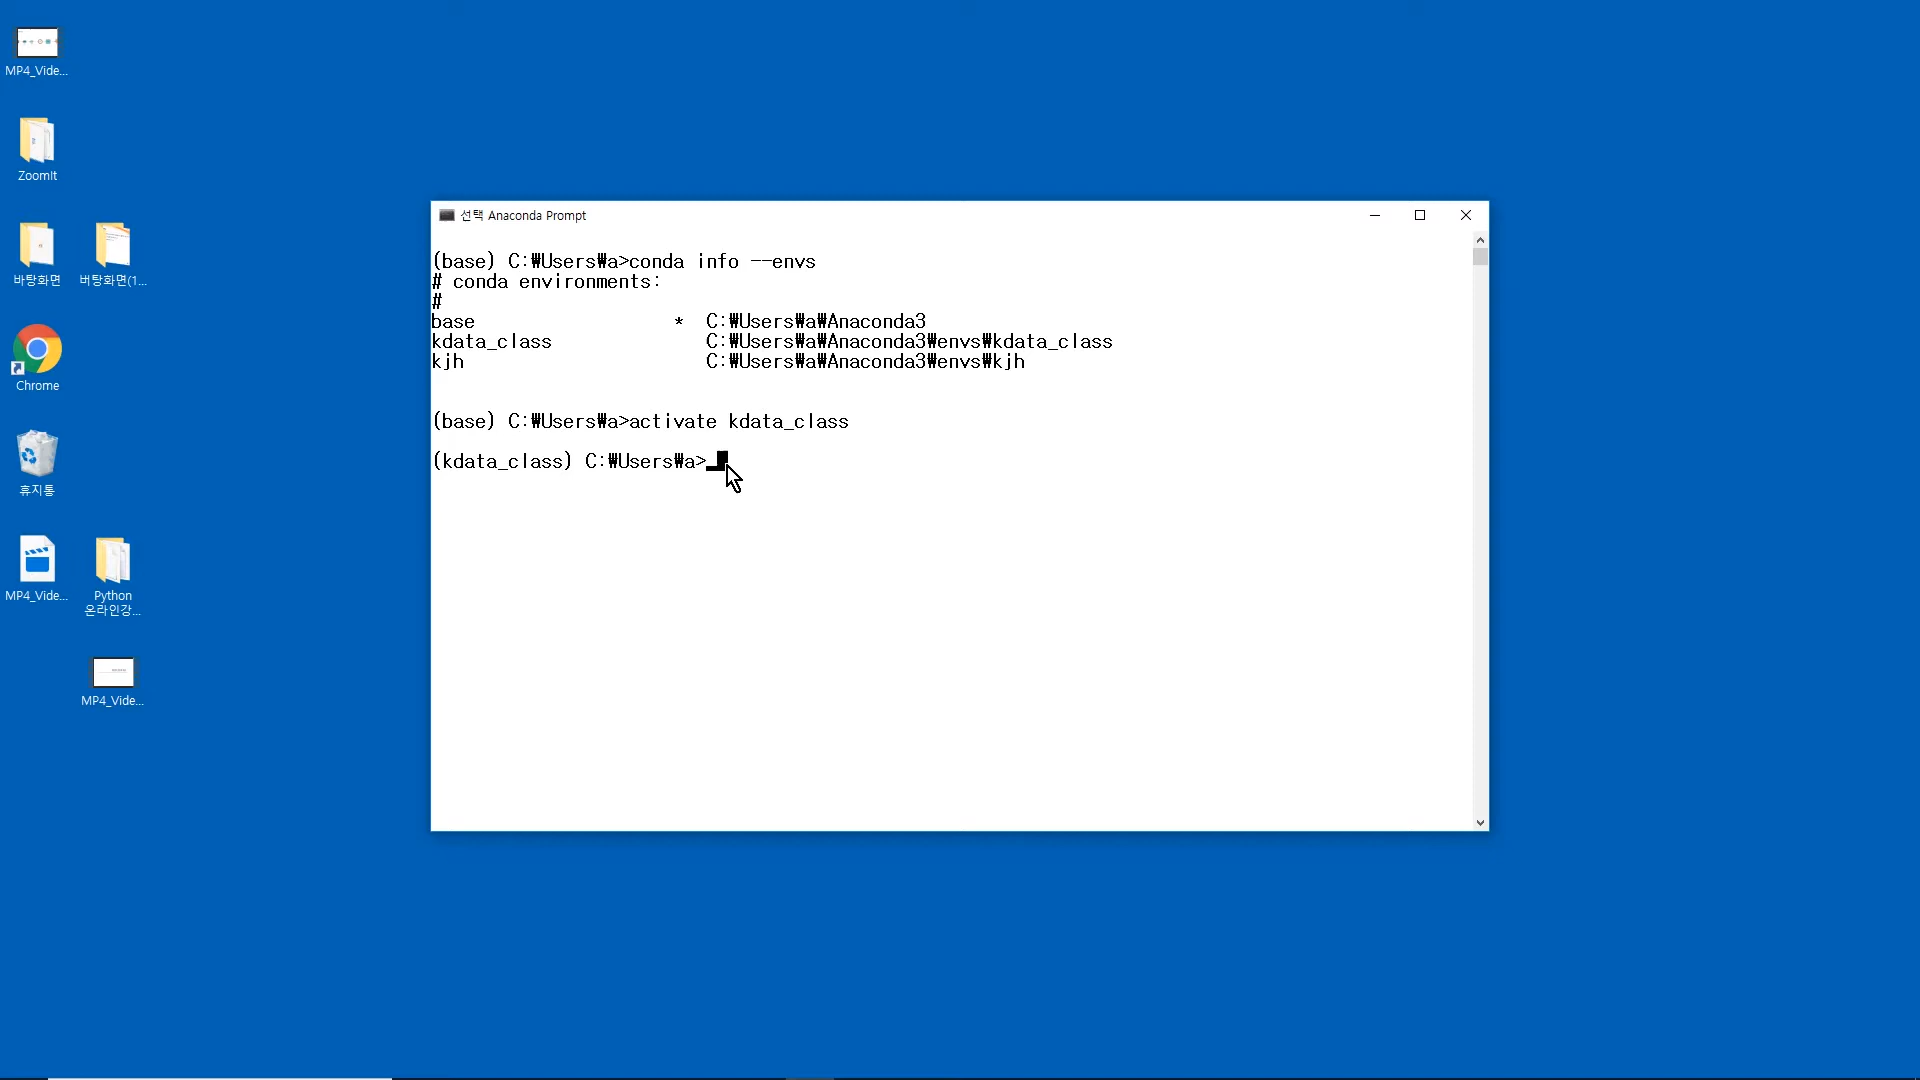 MP4_Vide...
ZoomIt
바탕화면
버탕화면(1...
Chrome
휴지통
MP4_Vide...
Python
온라인강...
MP4_Vide...
선택 Anaconda Prompt
(base) C:₩Users₩a>conda info --envs
# conda environments:
#
base * C:₩Users₩a₩Anaconda3
kdata_class C:₩Users₩a₩Anaconda3₩envs₩kdata_class
kjh C:₩Users₩a₩Anaconda3₩envs₩kjh
(base) C:₩Users₩a>activate kdata_class
(kdata_class) C:₩Users₩a>